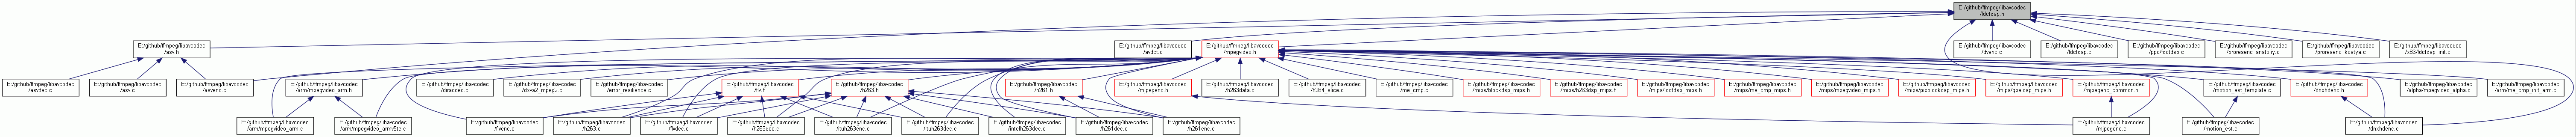 E:/github/ffmpeg/libavcodec
/fdctdsp.h
E:/github/ffmpeg/libavcodec
/asv.h
E:/github/ffmpeg/libavcodec
/avdct.c
E:/github/ffmpeg/libavcodec
/mpegvideo.h
E:/github/ffmpeg/libavcodec
/dvenc.c
E:/github/ffmpeg/libavcodec
/fdctdsp.c
E:/github/ffmpeg/libavcodec
/ppc/fdctdsp.c
E:/github/ffmpeg/libavcodec
/proresenc_anatoliy.c
E:/github/ffmpeg/libavcodec
/proresenc_kostya.c
E:/github/ffmpeg/libavcodec
/x86/fdctdsp_init.c
E:/github/ffmpeg/libavcodec
/asvdec.c
E:/github/ffmpeg/libavcodec
/asv.c
E:/github/ffmpeg/libavcodec
/asvenc.c
E:/github/ffmpeg/libavcodec
/arm/mpegvideo_arm.h
E:/github/ffmpeg/libavcodec
/diracdec.c
E:/github/ffmpeg/libavcodec
/dxva2_mpeg2.c
E:/github/ffmpeg/libavcodec
/error_resilience.c
E:/github/ffmpeg/libavcodec
/flv.h
E:/github/ffmpeg/libavcodec
/h263.h
E:/github/ffmpeg/libavcodec
/h261.h
E:/github/ffmpeg/libavcodec
/mjpegenc.h
E:/github/ffmpeg/libavcodec
/h263data.c
E:/github/ffmpeg/libavcodec
/h264_slice.c
E:/github/ffmpeg/libavcodec
/me_cmp.c
E:/github/ffmpeg/libavcodec
/mips/blockdsp_mips.h
E:/github/ffmpeg/libavcodec
/mips/h263dsp_mips.h
E:/github/ffmpeg/libavcodec
/mips/idctdsp_mips.h
E:/github/ffmpeg/libavcodec
/mips/me_cmp_mips.h
E:/github/ffmpeg/libavcodec
/mips/mpegvideo_mips.h
E:/github/ffmpeg/libavcodec
/mips/pixblockdsp_mips.h
E:/github/ffmpeg/libavcodec
/mips/qpeldsp_mips.h
E:/github/ffmpeg/libavcodec
/mjpegenc_common.h
E:/github/ffmpeg/libavcodec
/motion_est_template.c
E:/github/ffmpeg/libavcodec
/dnxhdenc.h
E:/github/ffmpeg/libavcodec
/alpha/mpegvideo_alpha.c
E:/github/ffmpeg/libavcodec
/arm/me_cmp_init_arm.c
E:/github/ffmpeg/libavcodec
/arm/mpegvideo_arm.c
E:/github/ffmpeg/libavcodec
/arm/mpegvideo_armv5te.c
E:/github/ffmpeg/libavcodec
/flvenc.c
E:/github/ffmpeg/libavcodec
/h263.c
E:/github/ffmpeg/libavcodec
/flvdec.c
E:/github/ffmpeg/libavcodec
/h263dec.c
E:/github/ffmpeg/libavcodec
/ituh263enc.c
E:/github/ffmpeg/libavcodec
/ituh263dec.c
E:/github/ffmpeg/libavcodec
/intelh263dec.c
E:/github/ffmpeg/libavcodec
/h261dec.c
E:/github/ffmpeg/libavcodec
/h261enc.c
E:/github/ffmpeg/libavcodec
/mjpegenc.c
E:/github/ffmpeg/libavcodec
/motion_est.c
E:/github/ffmpeg/libavcodec
/dnxhdenc.c